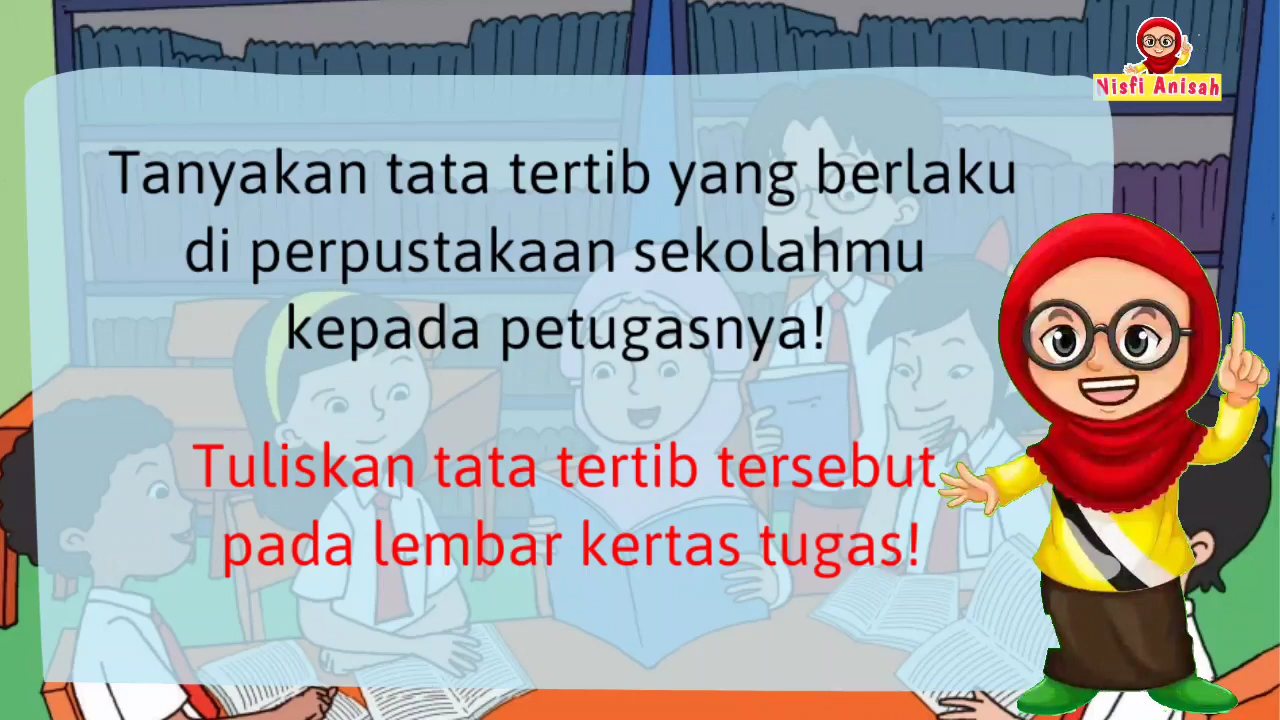 Nisfi Anisah
Tanyakan tata tertib yang berlaku
di perpustakaan sekolahmu
kepada petugasnya!
Tuliskan tata tertib tersebut
pada lembar kertas tugas!